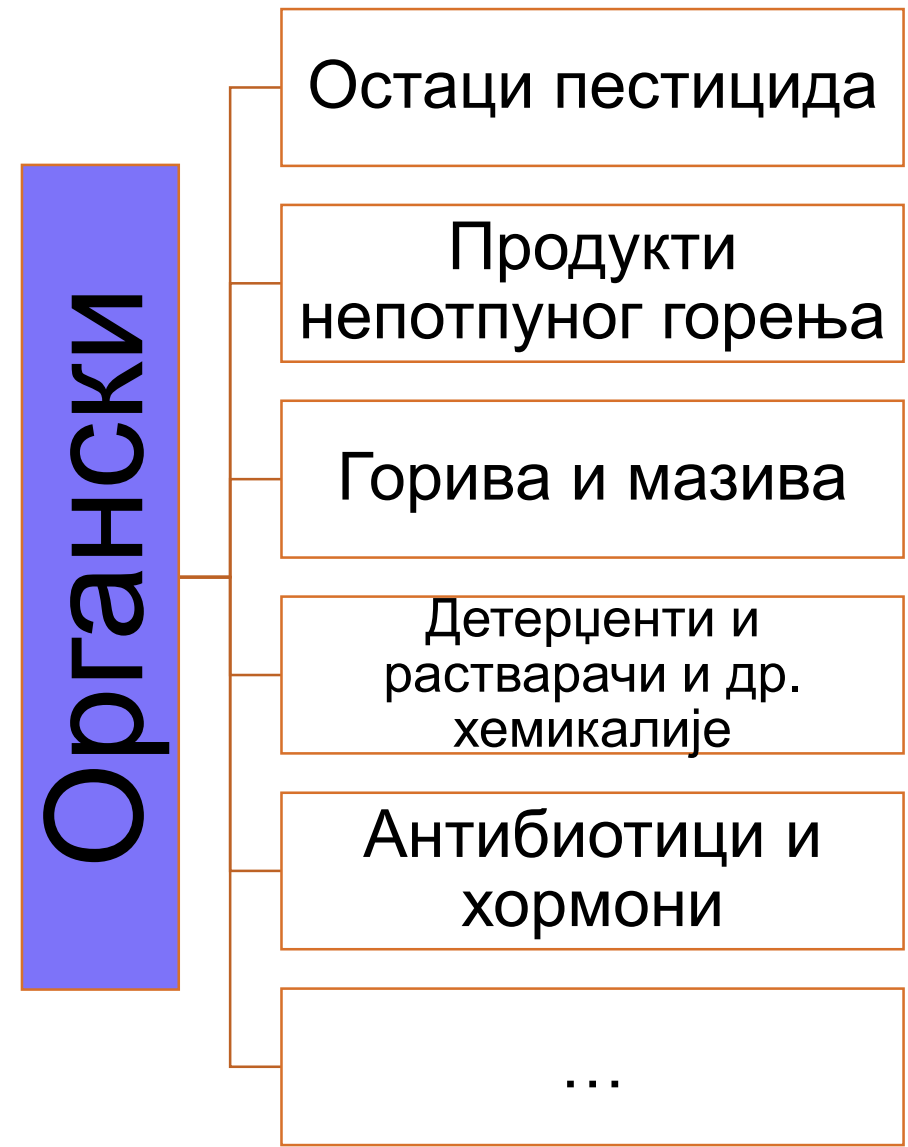 Органски
Остаци пестицида
Продукти
непотпуног горења
Горива и мазива
Детерџенти и
растварачи и др.
хемикалије
Антибиотици и
хормони
…